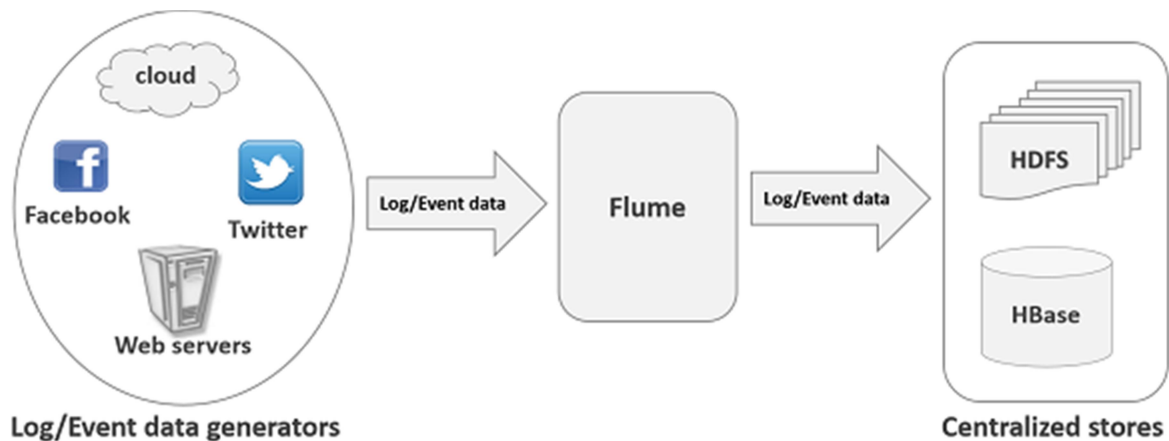 cloud
Facebook
Twitter
Web servers
Log/Event data generators
Log/Event data
Flume
Log/Event data
HDFS
HBase
Centralized stores